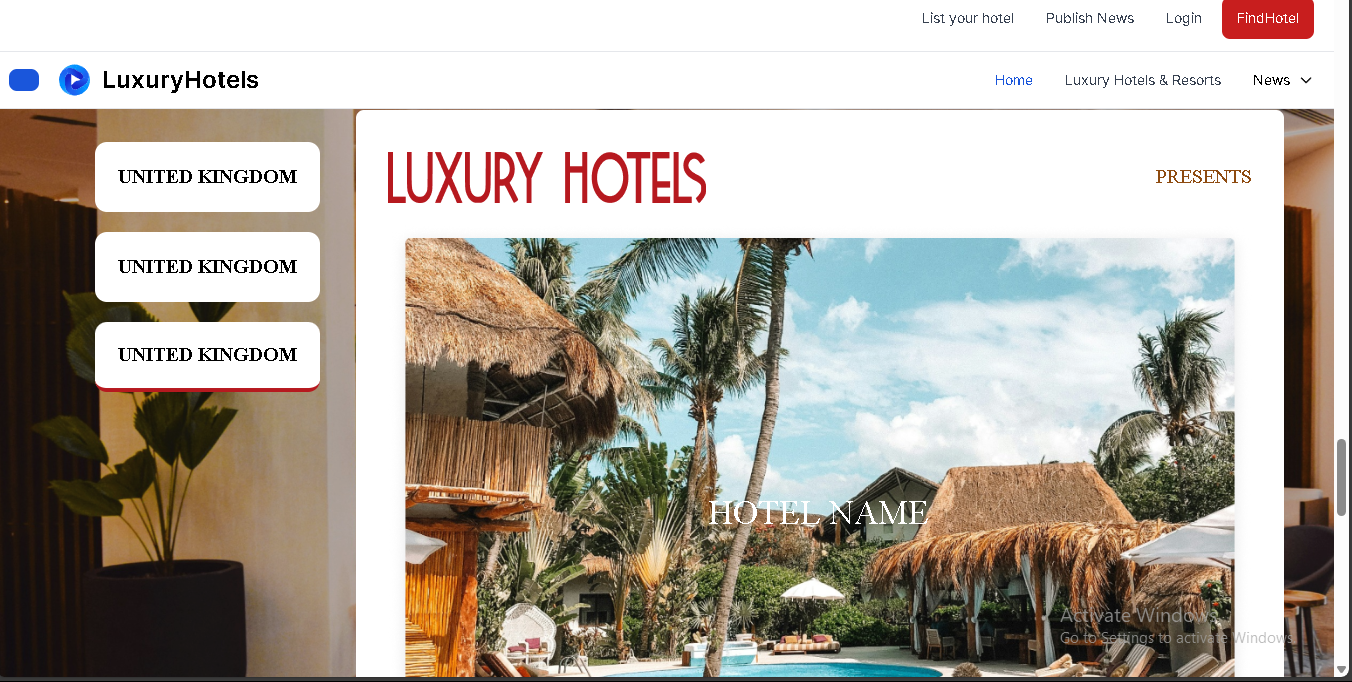 List your hotel Publish News Login FindHotel
LuxuryHotels Home Luxury Hotels & Resorts News
UNITED KINGDOM
UNITED KINGDOM
UNITED KINGDOM
LUXURY HOTELS PRESENTS
HOTEL NAME
Activate Windows
Go to Settings to activate Windows.